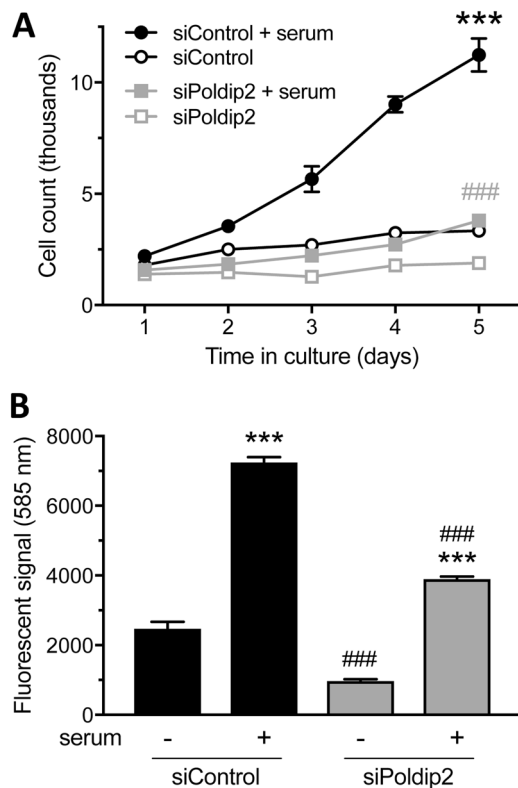 A
siControl + serum
siControl
siPoldip2 + serum
siPoldip2
***
###
Cell count (thousands)
10
5
0
1 2 3 4 5
Time in culture (days)
B
Fluorescent signal (585 nm)
8000
6000
4000
2000
0
***
###
###
***
serum - + - +
siControl siPoldip2